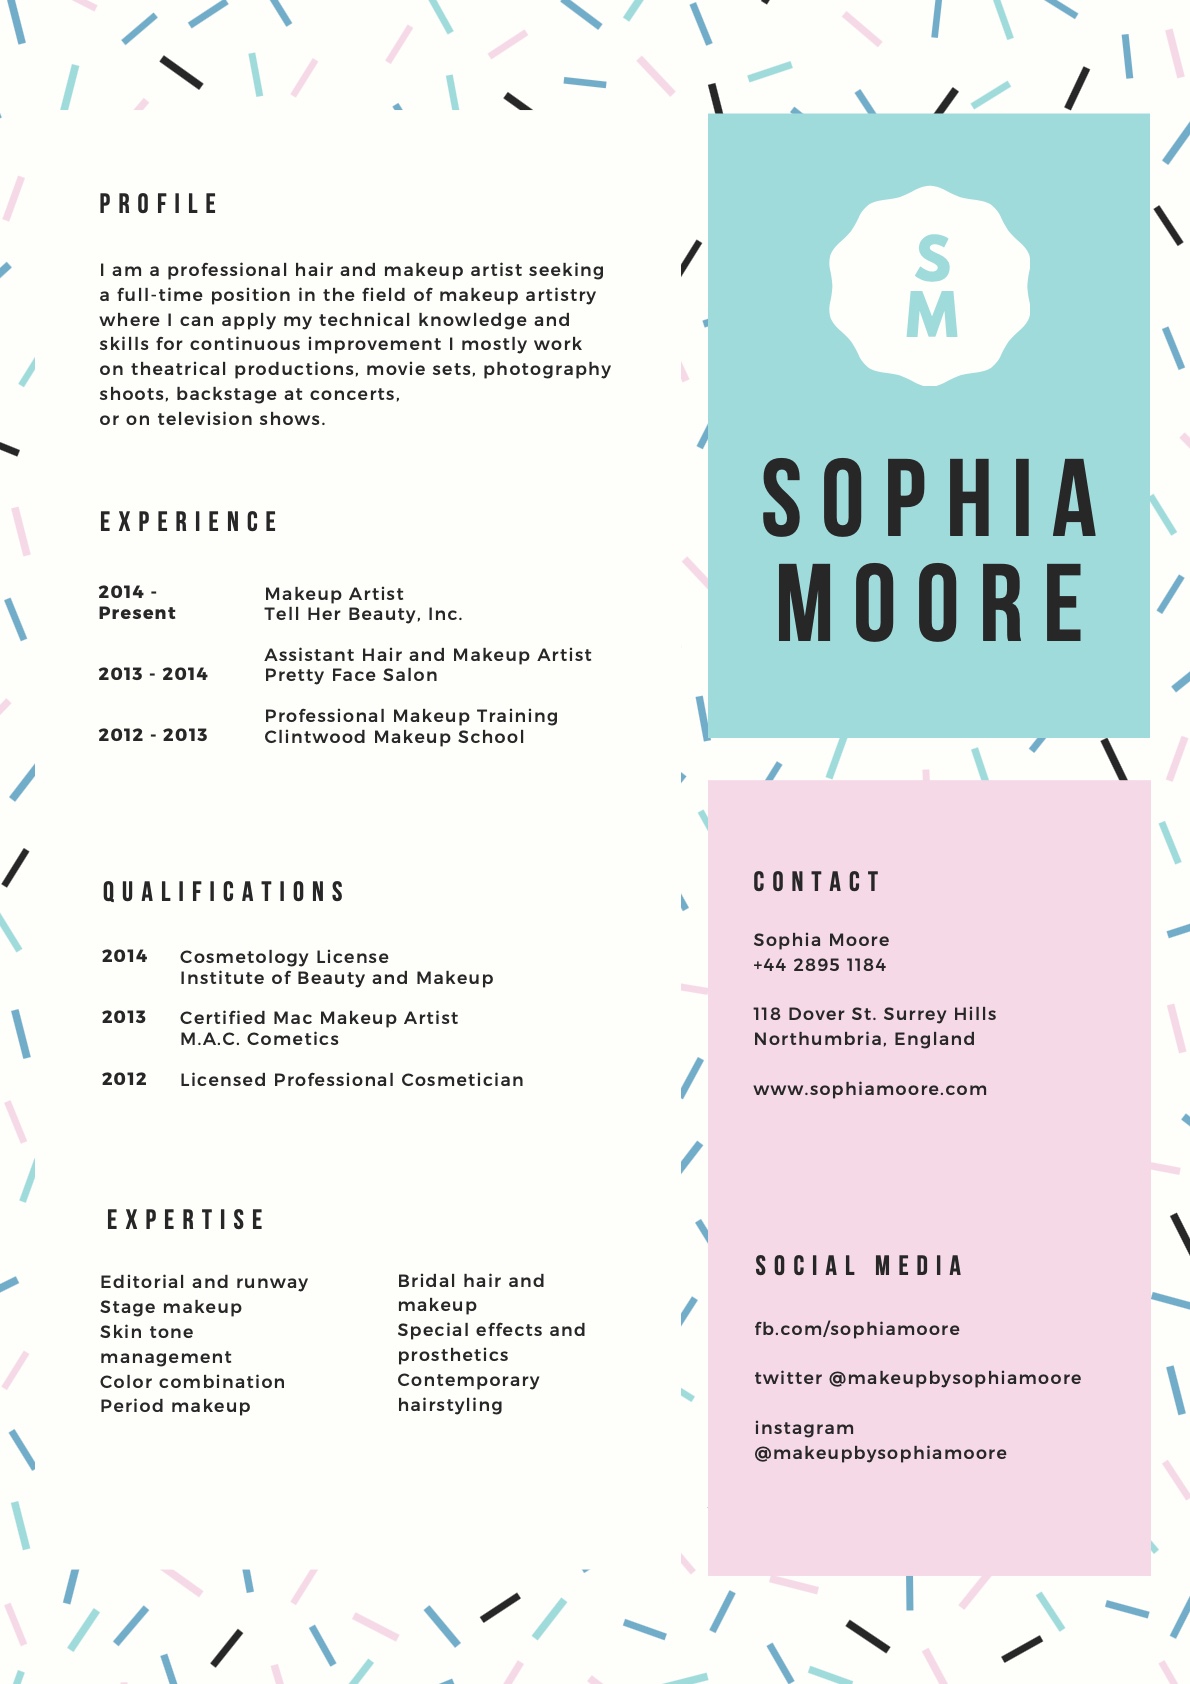 PROFILE
I am a professional hair and makeup artist seeking
a full-time position in the field of makeup artistry
where I can apply my technical knowledge and
skills for continuous improvement I mostly work
on theatrical productions, movie sets, photography
shoots, backstage at concerts,
or on television shows.
EXPERIENCE
2014 -
Present
Makeup Artist
Tell Her Beauty, Inc.
2013 - 2014
Assistant Hair and Makeup Artist
Pretty Face Salon
2012 - 2013
Professional Makeup Training
Clintwood Makeup School
QUALIFICATIONS
2014
Cosmetology License
Institute of Beauty and Makeup
2013
Certified Mac Makeup Artist
M.A.C. Cometics
2012
Licensed Professional Cosmetician
EXPERTISE
Editorial and runway
Stage makeup
Skin tone
management
Color combination
Period makeup
Bridal hair and
makeup
Special effects and
prosthetics
Contemporary
hairstyling
S
M
SOPHIA
MOORE
CONTACT
Sophia Moore
+44 2895 1184
118 Dover St. Surrey Hills
Northumbria, England
www.sophiamoore.com
SOCIAL MEDIA
fb.com/sophiamoore
twitter @makeupbysophiamoore
instagram
@makeupbysophiamoore